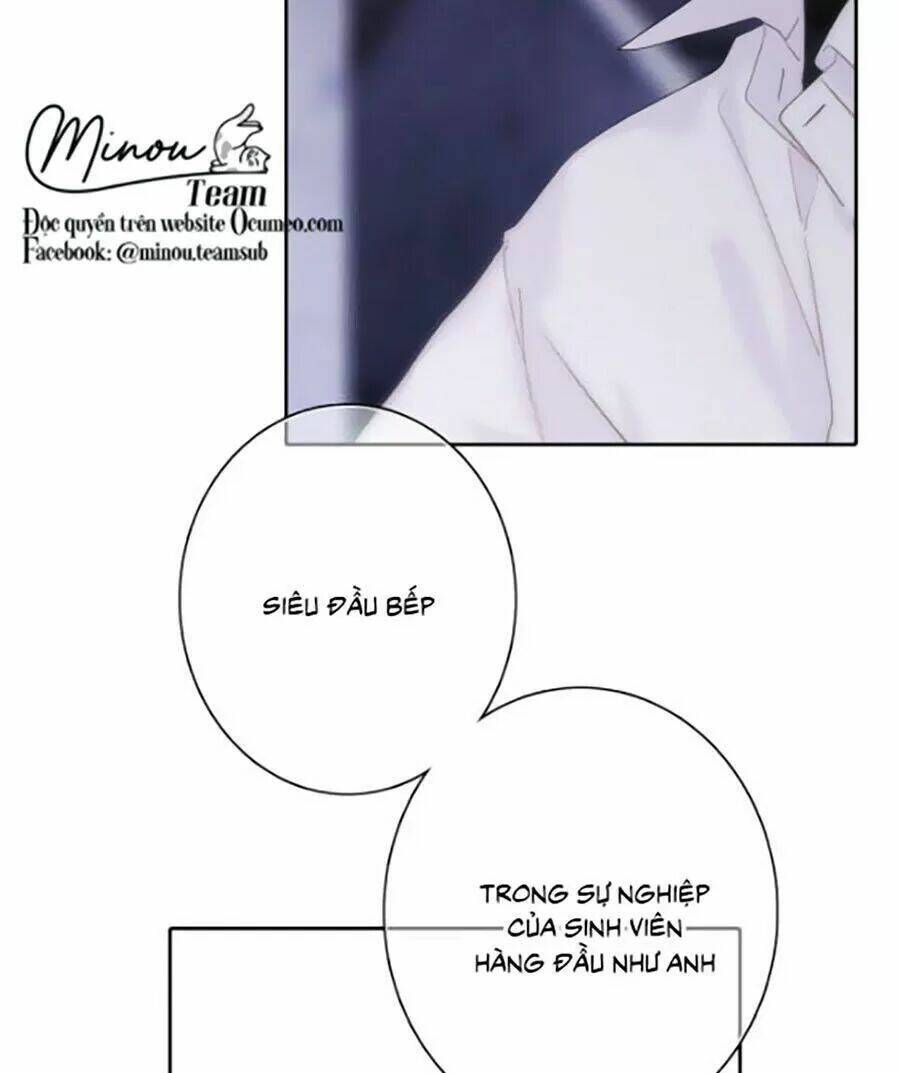 Minou
Team
Độc quyền trên website Ocumeo.com
Facebook: @minou.teamsub
SIÊU ĐẦU BẾP
TRONG SỰ NGHIỆP
CỦA SINH VIÊN
HÀNG ĐẦU NHƯ ANH